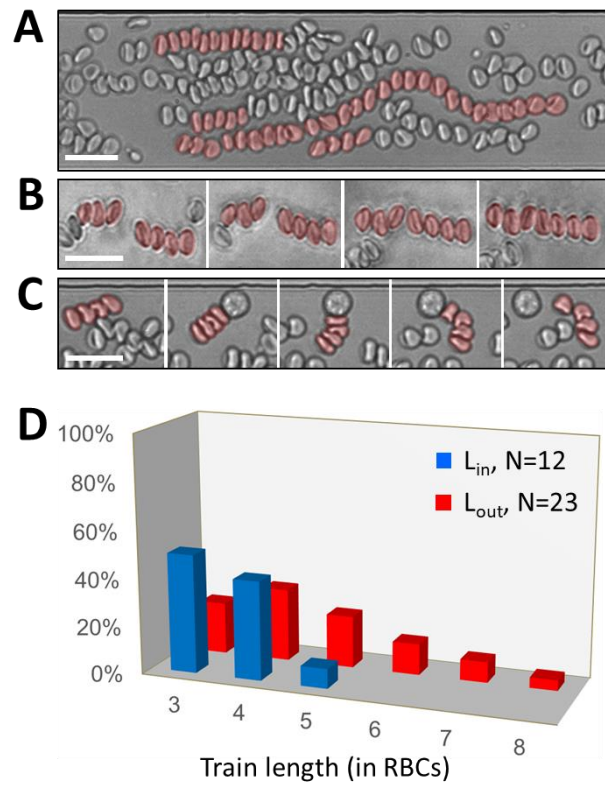 A
B
C
D
100%
80%
60%
40%
20%
0%
L_in, N=12
L_out, N=23
3
4
5
6
7
8
Train length (in RBCs)